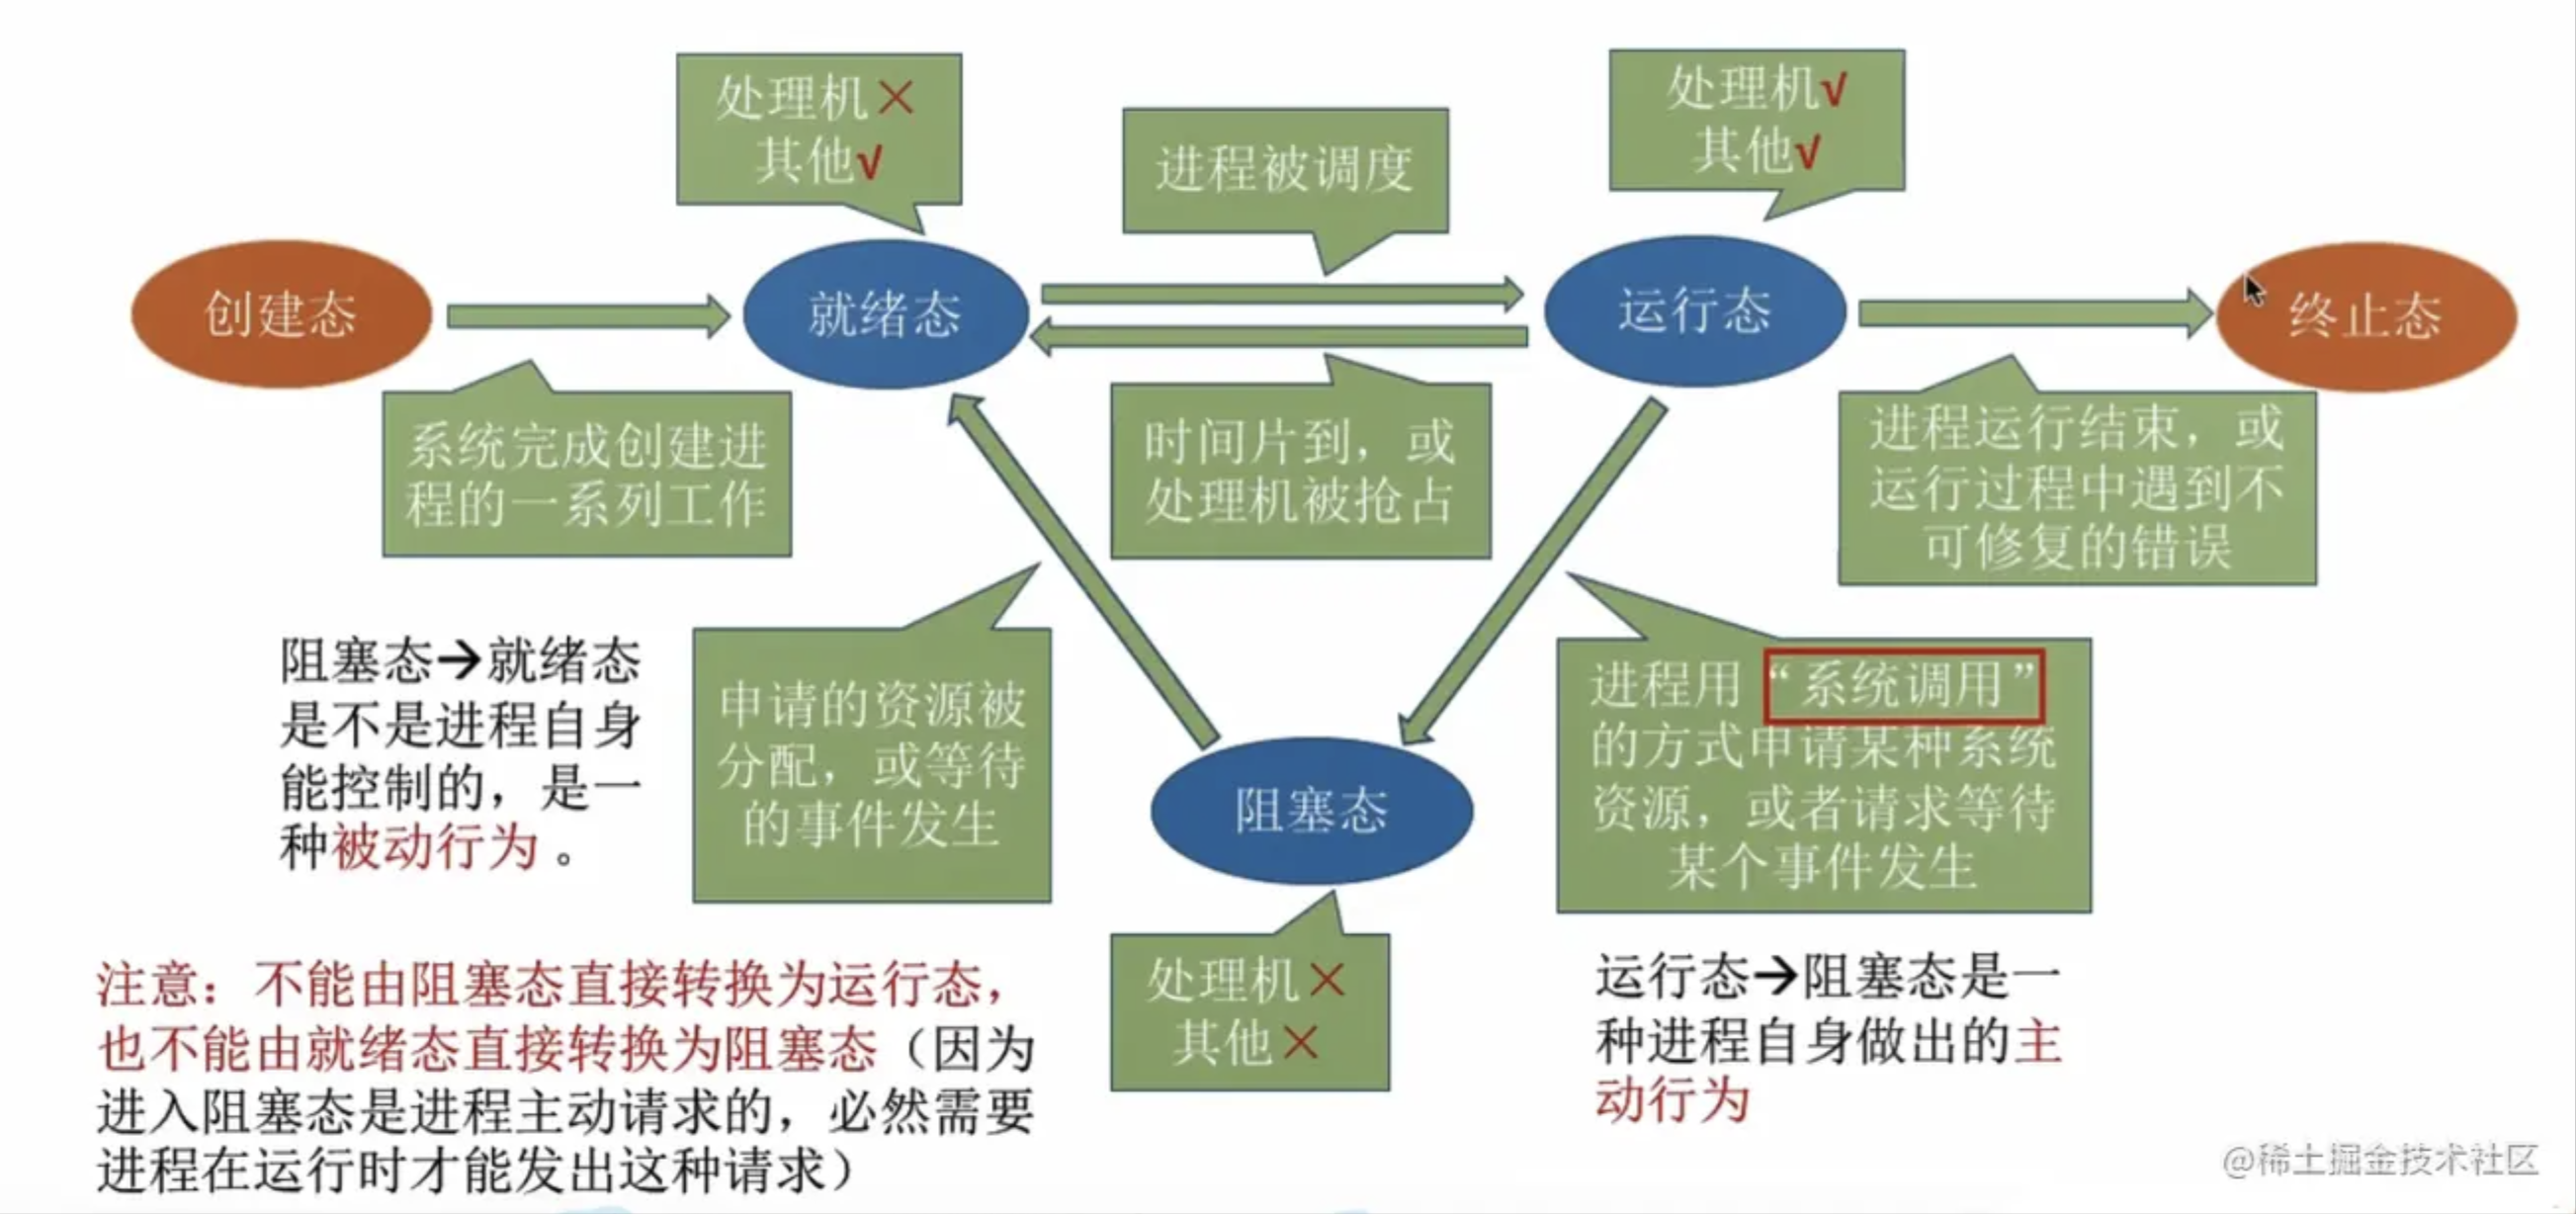 处理机×
其他√
进程被调度
处理机√
其他√
创建态
就绪态
运行态
终止态
系统完成创建进
程的一系列工作
时间片到，或
处理机被抢占
进程运行结束，或
运行过程中遇到不
可修复的错误
阻塞态→就绪态
是不是进程自身
能控制的，是一
种被动行为。
申请的资源被
分配，或等待
的事件发生
进程用“系统调用”
的方式申请某种系统
资源，或者请求等待
某个事件发生
阻塞态
处理机×
其他×
注意：不能由阻塞态直接转换为运行态，
也不能由就绪态直接转换为阻塞态（因为
进入阻塞态是进程主动请求的，必然需要
进程在运行时才能发出这种请求）
运行态→阻塞态是一
种进程自身做出的主
动行为
@稀土掘金技术社区